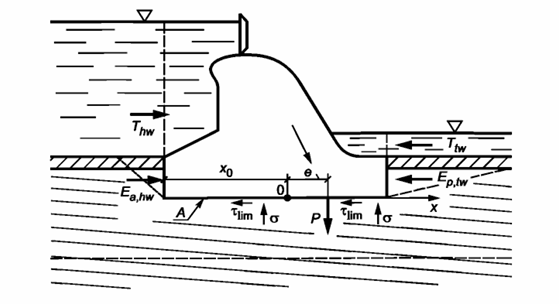 T_hw
T_tw
x_0
e
E_a,hw
0
E_p,tw
A
τ_lim
σ
P
τ_lim
σ
x